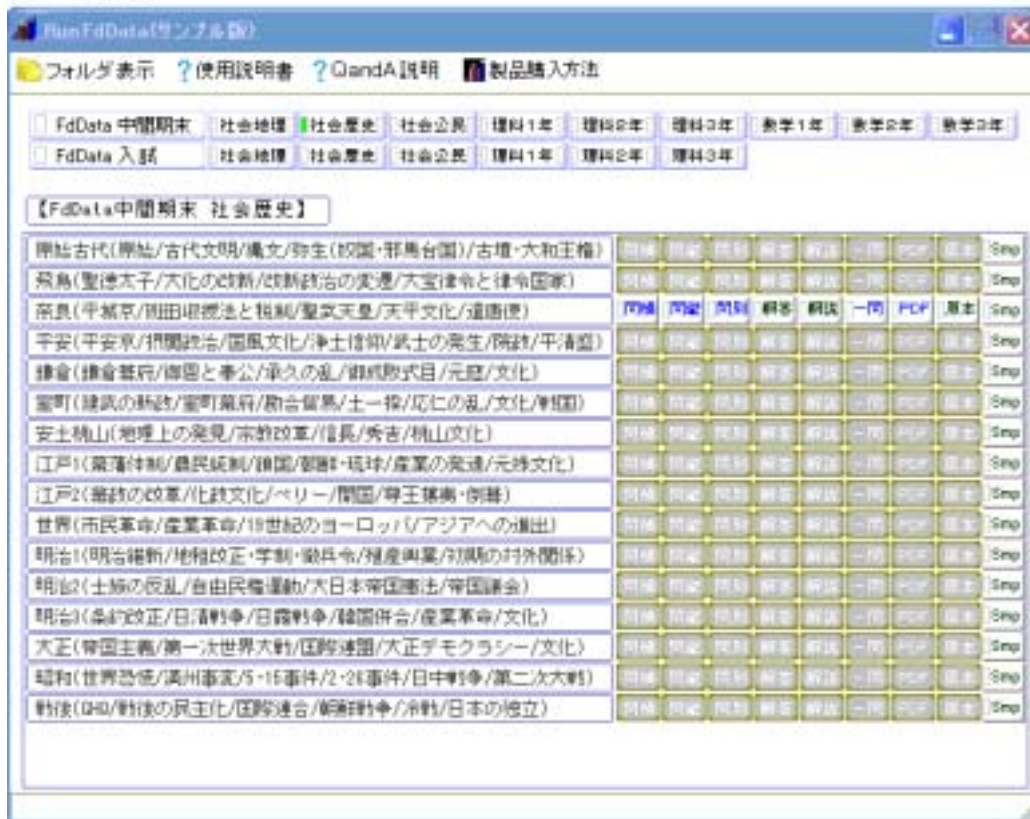 RunFdData(サンプル版)
フォルダ表示 ?使用説明書 ?QandA説明 製品購入方法
FdData 中間期末 社会地理 社会歴史 社会公民 理科1年 理科2年 理科3年 数学1年 数学2年 数学3年
FdData 入試 社会地理 社会歴史 社会公民 理科1年 理科2年 理科3年
【FdData中間期末 社会歴史】
原始古代(原始/古代文明/縄文/弥生(奴国・邪馬台国)/古墳・大和王権) Smp
飛鳥(聖徳太子/大化の改新/改新政治の変遷/大宝律令と律令国家) Smp
奈良(平城京/班田収授法と税制/聖武天皇/天平文化/遣唐使) 問横 問縦 問別 解答 解説 一問 PDF 原本 Smp
平安(平安京/摂関政治/国風文化/浄土信仰/武士の発生/院政/平清盛) Smp
鎌倉(鎌倉幕府/御恩と奉公/承久の乱/御成敗式目/元寇/文化) Smp
室町(建武の新政/室町幕府/勘合貿易/土一揆/応仁の乱/文化/戦国) Smp
安土桃山(地理上の発見/宗教改革/信長/秀吉/桃山文化) Smp
江戸1(幕藩体制/農民統制/鎖国/朝鮮・琉球/産業の発達/元禄文化) Smp
江戸2(幕政の改革/化政文化/ペリー/開国/尊王攘夷・倒幕) Smp
世界(市民革命/産業革命/19世紀のヨーロッパ/アジアへの進出) Smp
明治1(明治維新/地租改正・学制・徴兵令/殖産興業/初期の対外関係) Smp
明治2(士族の反乱/自由民権運動/大日本帝国憲法/帝国議会) Smp
明治3(条約改正/日清戦争/日露戦争/韓国併合/産業革命/文化) Smp
大正(帝国主義/第一次世界大戦/国際連盟/大正デモクラシー/文化) Smp
昭和(世界恐慌/満州事変/5・15事件/2・26事件/日中戦争/第二次大戦) Smp
戦後(GHQ/戦後の民主化/国際連合/朝鮮戦争/冷戦/日本の独立) Smp